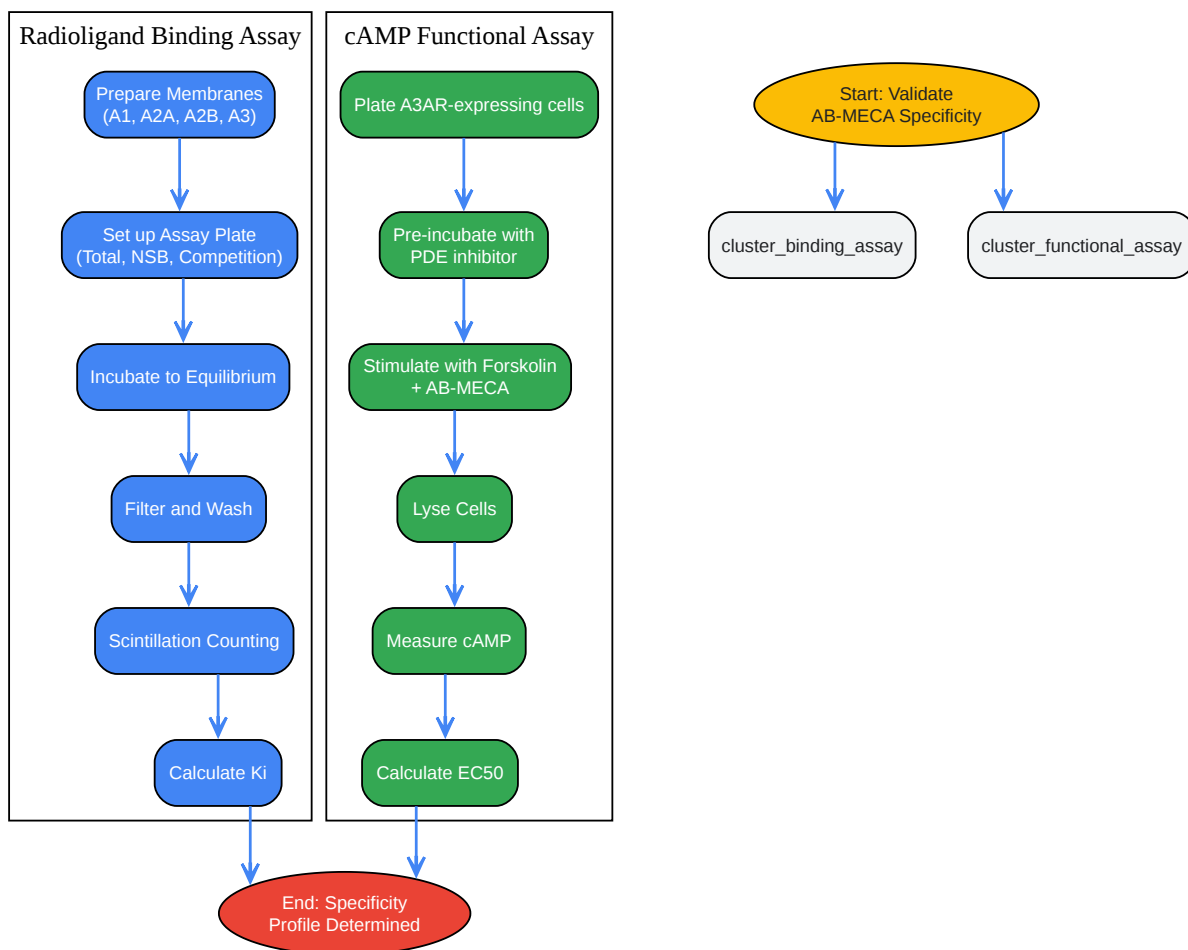 Radioligand Binding Assay
Prepare Membranes
(A1, A2A, A2B, A3)
Set up Assay Plate
(Total, NSB, Competition)
Incubate to Equilibrium
Filter and Wash
Scintillation Counting
Calculate Ki
cAMP Functional Assay
Plate A3AR-expressing cells
Pre-incubate with
PDE inhibitor
Stimulate with Forskolin
+ AB-MECA
Lyse Cells
Measure cAMP
Calculate EC50
End: Specificity
Profile Determined
Start: Validate
AB-MECA Specificity
cluster_binding_assay
cluster_functional_assay